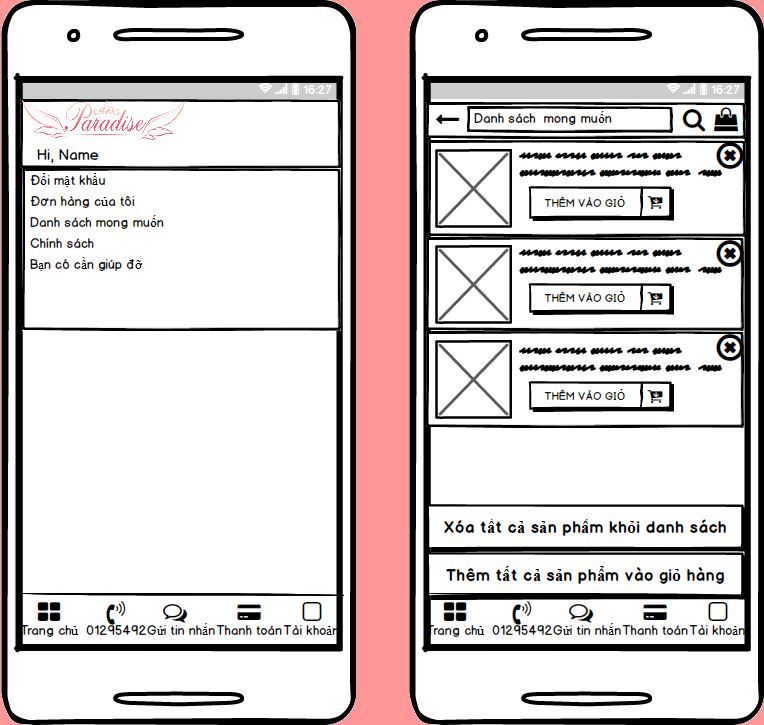 16:27
Paradise
Hi, Name
Đổi mật khẩu
Đơn hàng của tôi
Danh sách mong muốn
Chính sách
Bạn có cần giúp đỡ
Trang chủ 01295492 Gửi tin nhắn Thanh toán Tài khoản
16:27
Danh sách mong muốn
THÊM VÀO GIỎ
THÊM VÀO GIỎ
THÊM VÀO GIỎ
Xóa tất cả sản phẩm khỏi danh sách
Thêm tất cả sản phẩm vào giỏ hàng
Trang chủ 01295492 Gửi tin nhắn Thanh toán Tài khoản